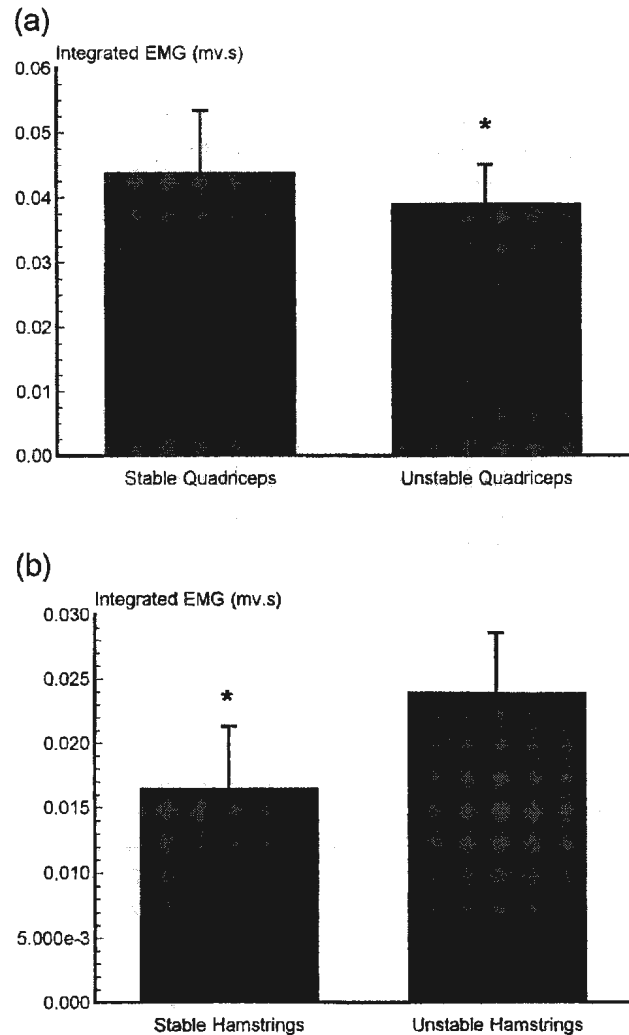 (a)
Integrated EMG (mv.s)
0.06
0.05
*
0.04
0.03
0.02
0.01
0.00
Stable Quadriceps Unstable Quadriceps
(b)
Integrated EMG (mv.s)
0.030
0.025
*
0.020
0.015
0.010
5.000e-3
0.000
Stable Hamstrings Unstable Hamstrings